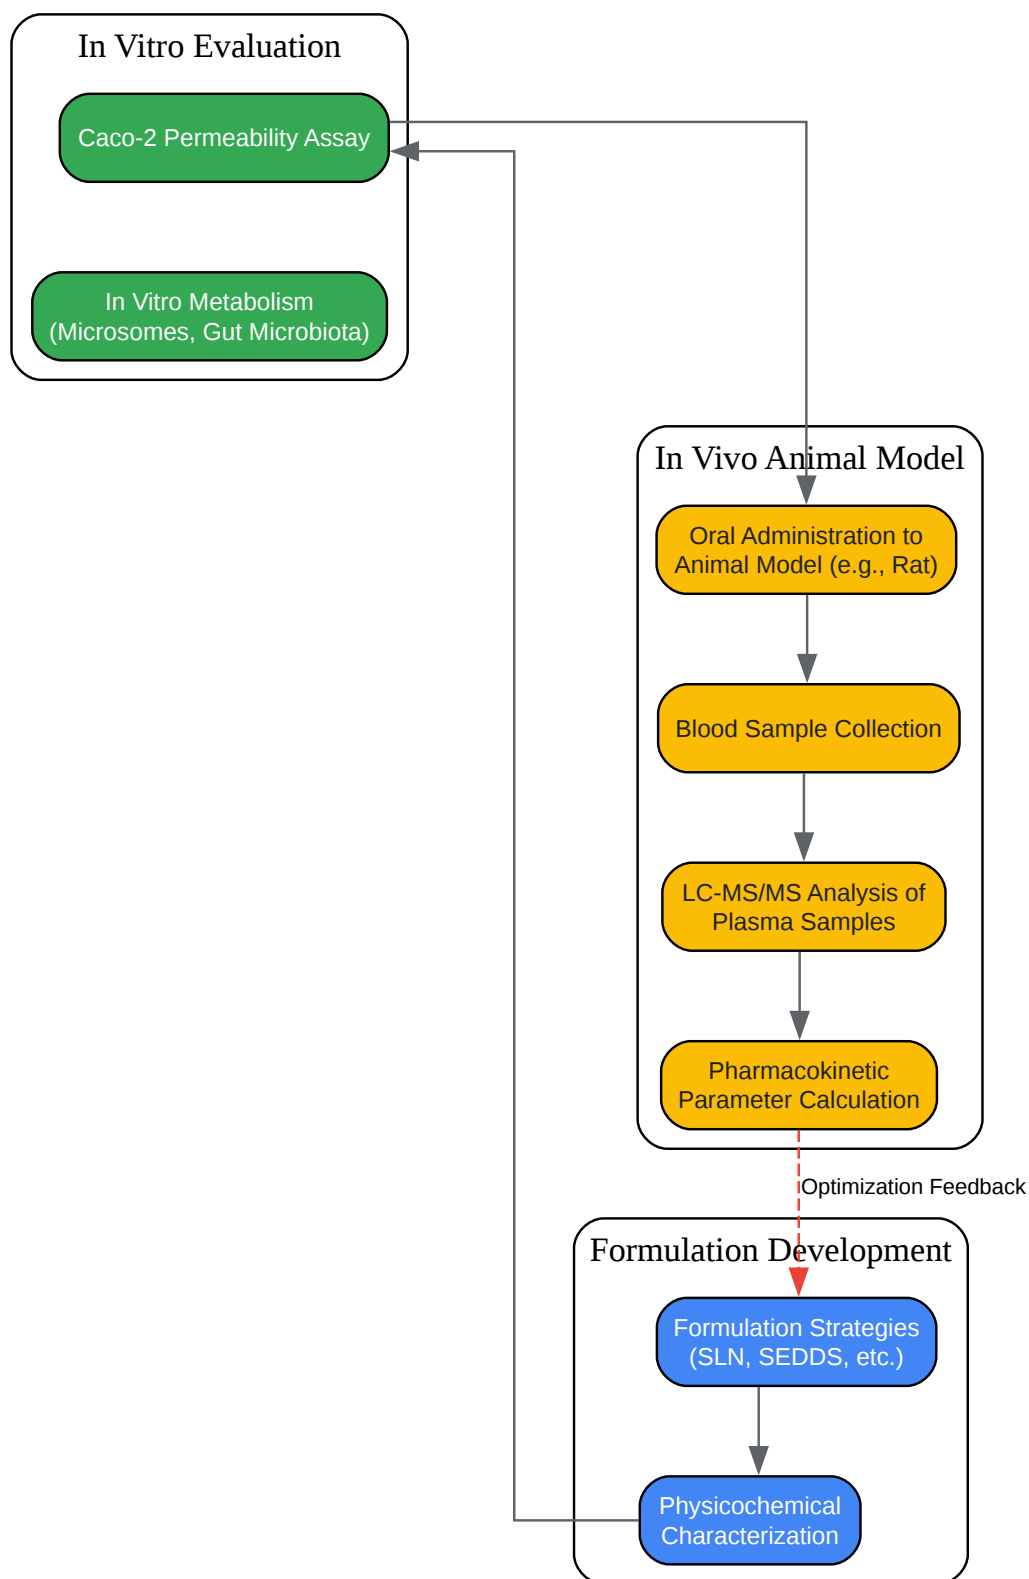 In Vitro Evaluation
Caco-2 Permeability Assay
In Vitro Metabolism
(Microsomes, Gut Microbiota)
In Vivo Animal Model
Oral Administration to
Animal Model (e.g., Rat)
Blood Sample Collection
LC-MS/MS Analysis of
Plasma Samples
Pharmacokinetic
Parameter Calculation
Optimization Feedback
Formulation Development
Formulation Strategies
(SLN, SEDDS, etc.)
Physicochemical
Characterization